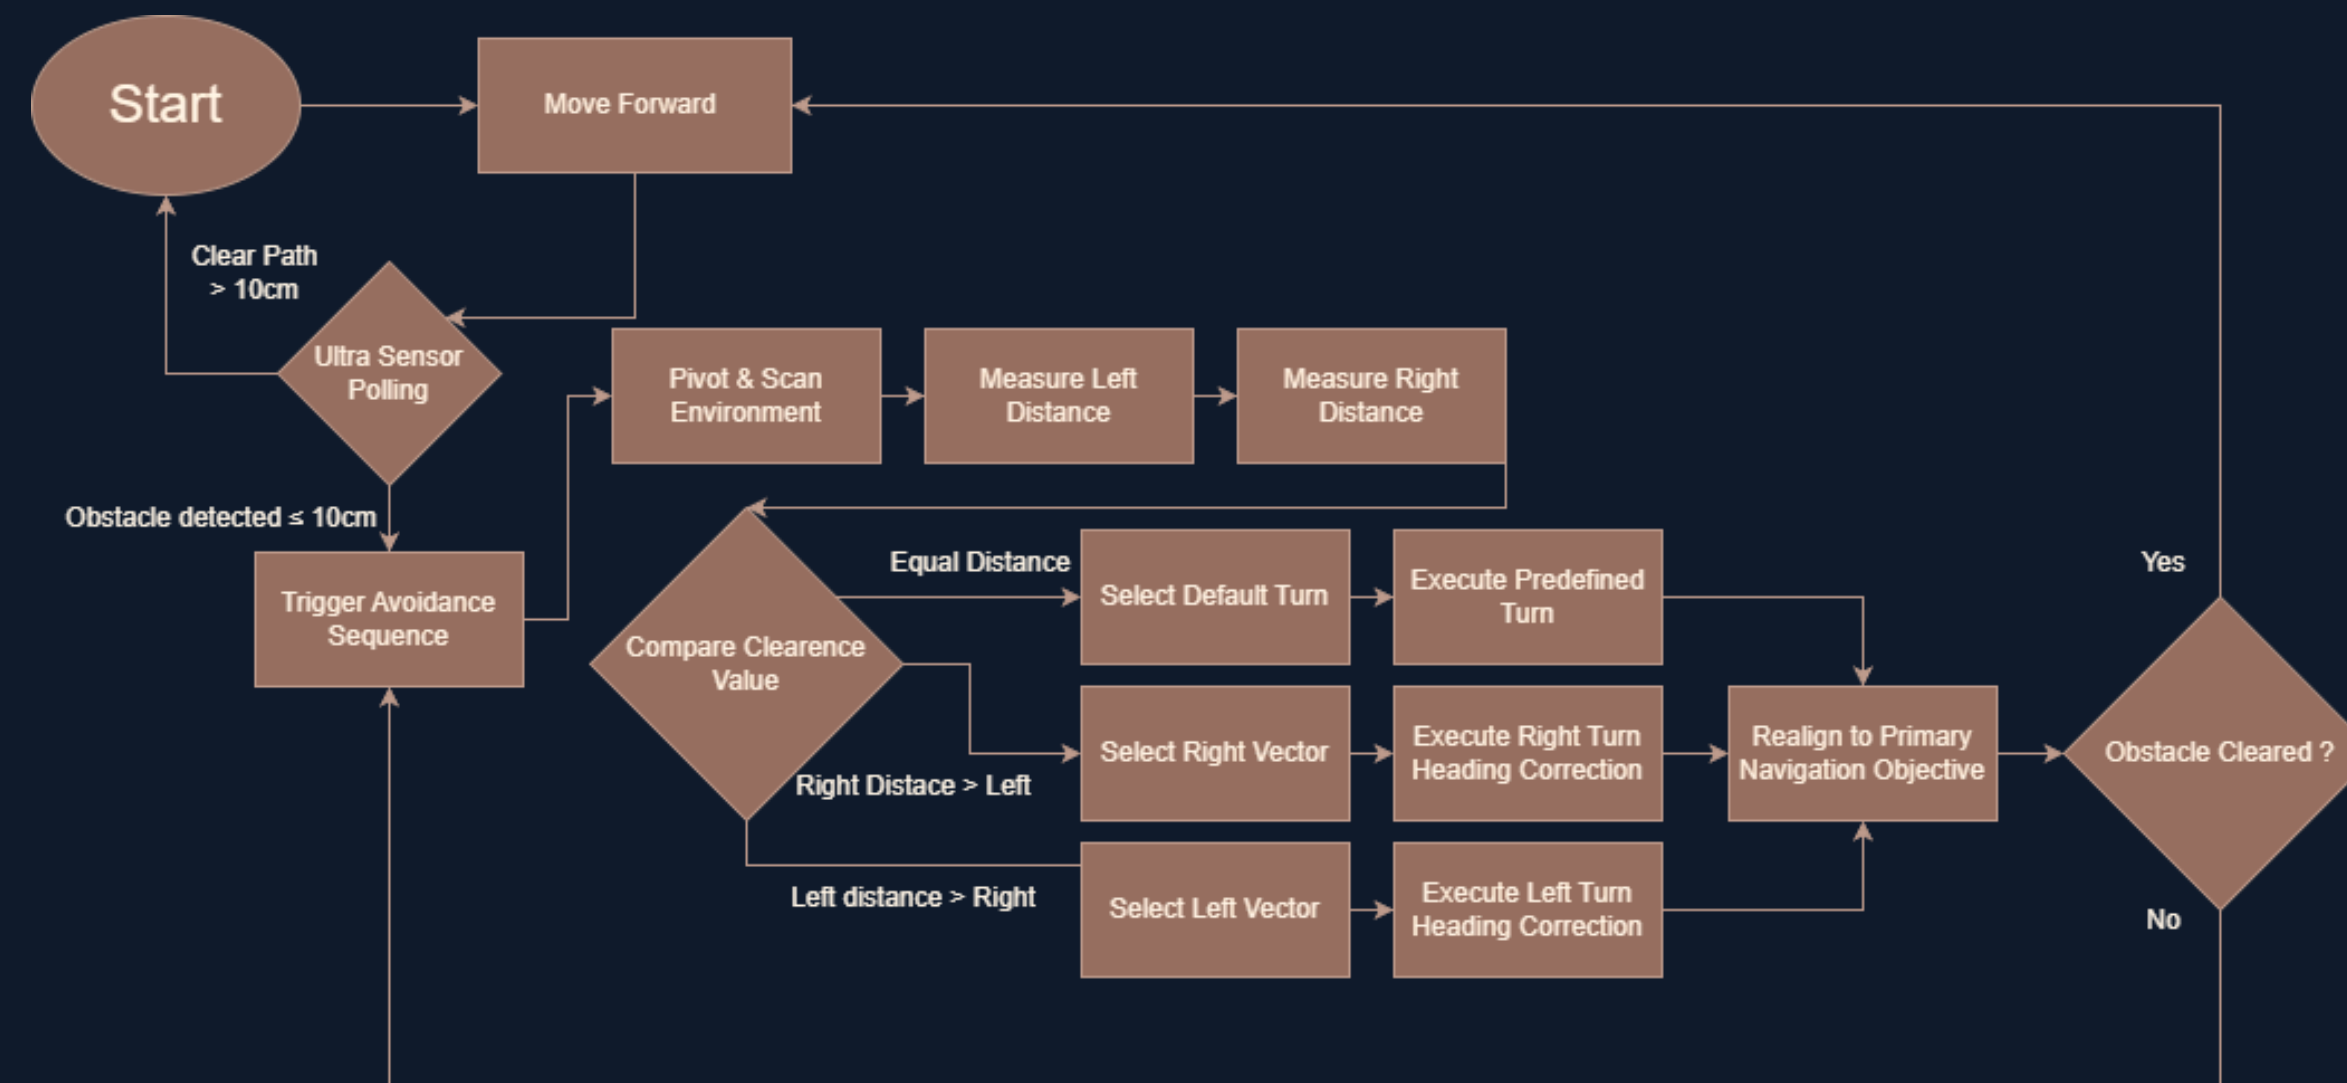 Start
Move Forward
Clear Path
> 10cm
Ultra Sensor
Polling
Pivot & Scan
Environment
Measure Left
Distance
Measure Right
Distance
Obstacle detected ≤ 10cm
Trigger Avoidance
Sequence
Compare Clearence
Value
Equal Distance
Select Default Turn
Execute Predefined
Turn
Right Distace > Left
Select Right Vector
Execute Right Turn
Heading Correction
Left distance > Right
Select Left Vector
Execute Left Turn
Heading Correction
Realign to Primary
Navigation Objective
Obstacle Cleared ?
Yes
No